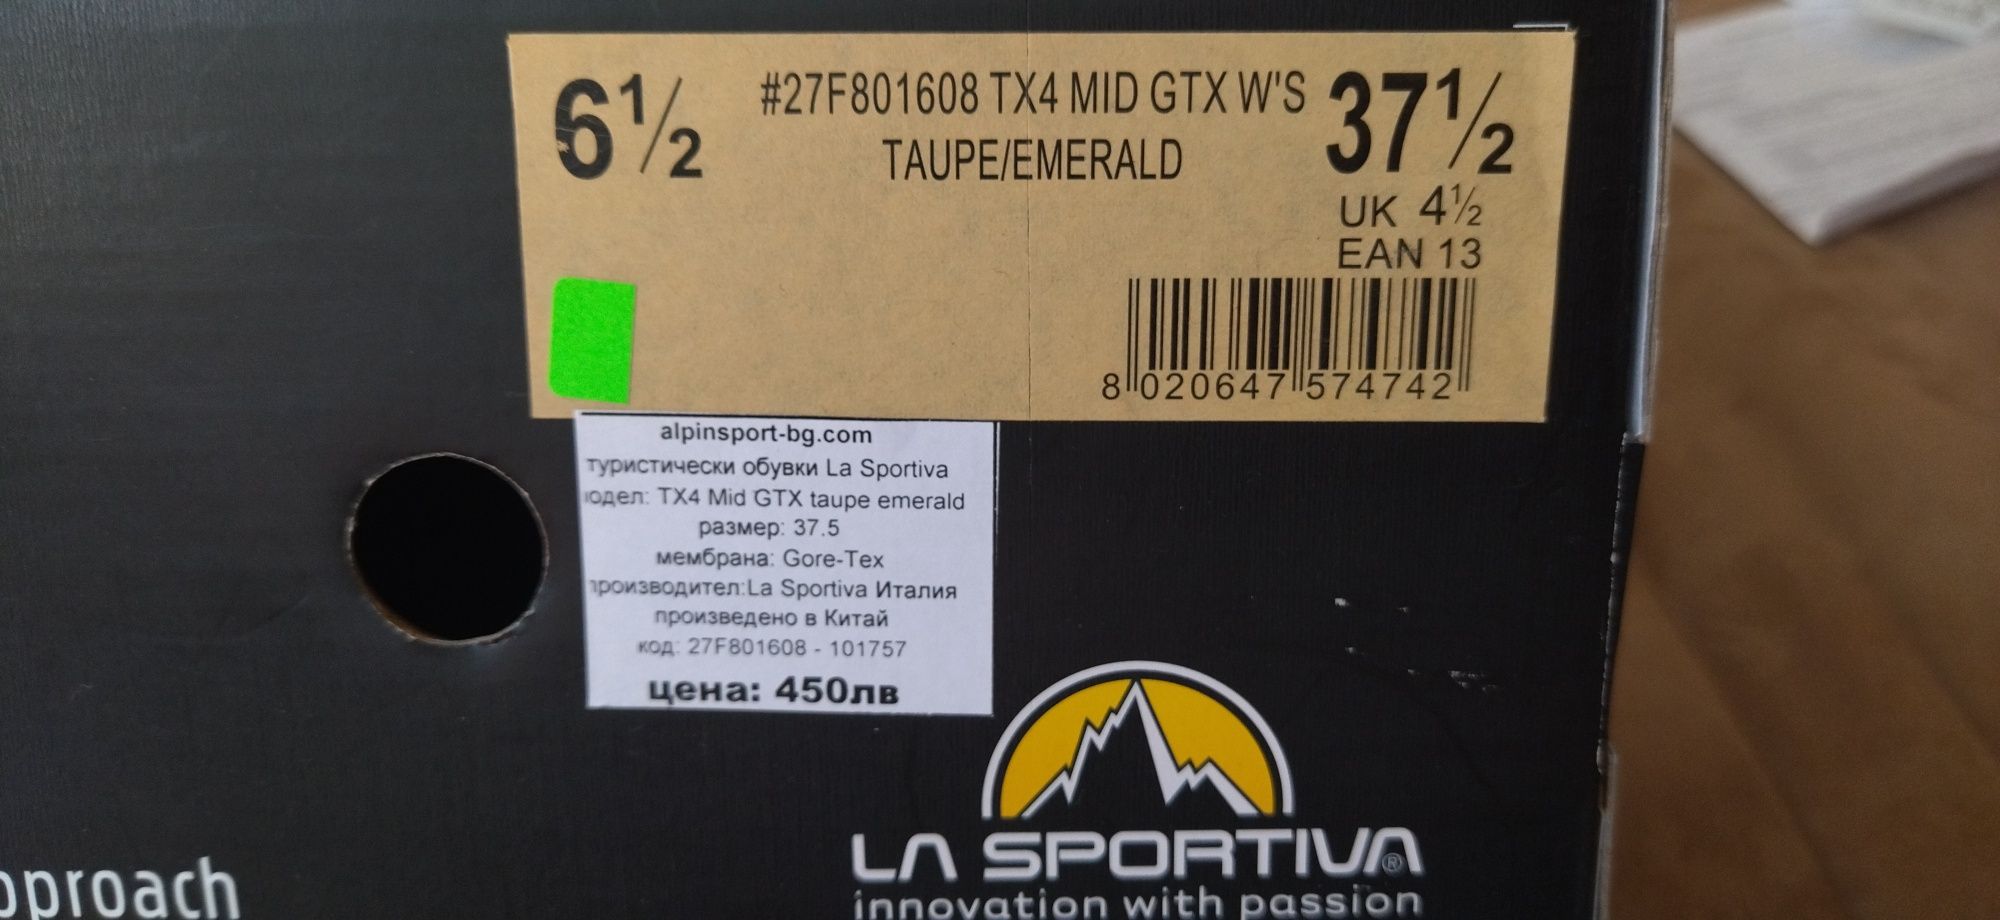 6½ #27F801608 TX4 MID GTX W'S 37½
TAUPE/EMERALD
UK 4½
EAN 13
8 020647 574742
alpinsport-bg.com
туристически обувки La Sportiva
одел: TX4 Mid GTX taupe emerald
размер: 37.5
мембрана: Gore-Tex
производител:La Sportiva Италия
произведено в Китай
код: 27F801608 - 101757
цена: 450лв
LA SPORTIVA®
innovation with passion
pproach